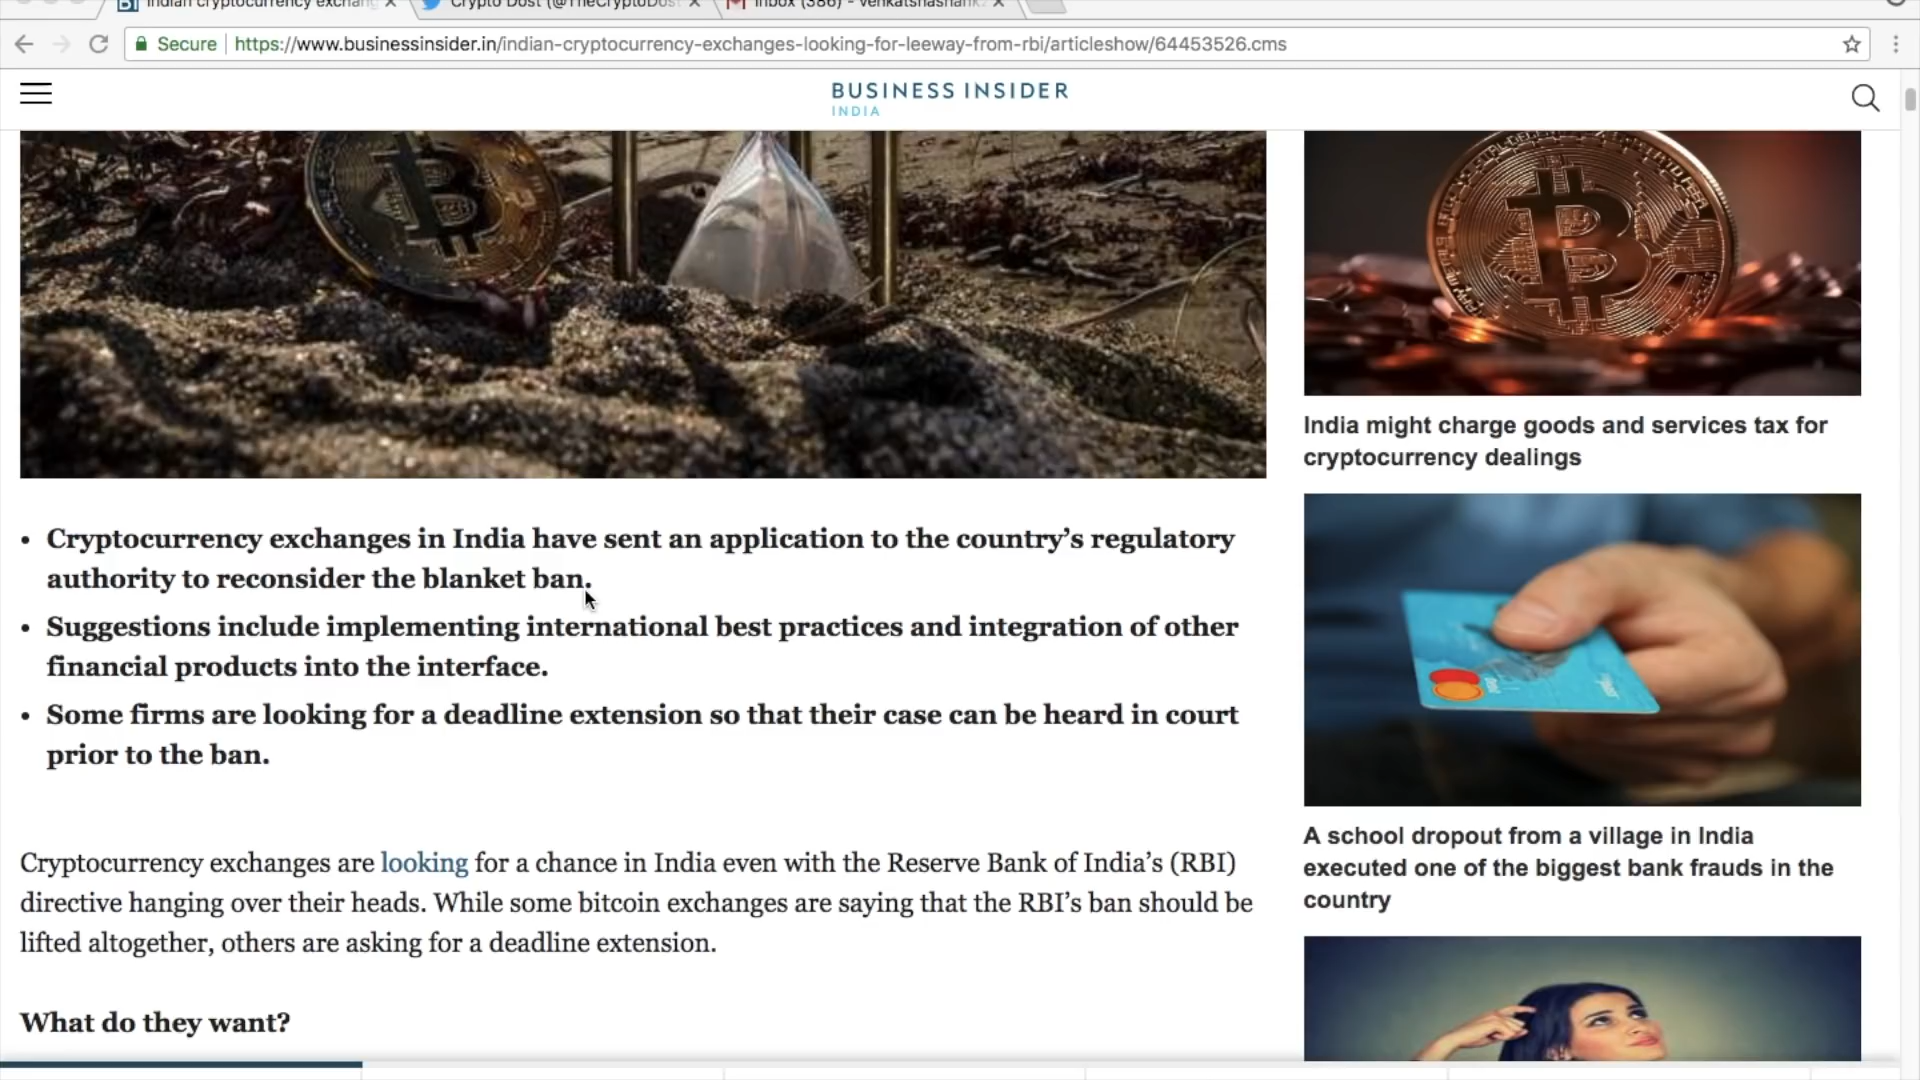 Indian cryptocurrency exchang
Crypto Dost (@TheCryptoDost
Inbox (386) - venkatshashank
Secure
https://www.businessinsider.in/indian-cryptocurrency-exchanges-looking-for-leeway-from-rbi/articleshow/64453526.cms
BUSINESS INSIDER
INDIA
India might charge goods and services tax for
cryptocurrency dealings
• Cryptocurrency exchanges in India have sent an application to the country’s regulatory
authority to reconsider the blanket ban.
• Suggestions include implementing international best practices and integration of other
financial products into the interface.
• Some firms are looking for a deadline extension so that their case can be heard in court
prior to the ban.
A school dropout from a village in India
executed one of the biggest bank frauds in the
country
Cryptocurrency exchanges are looking for a chance in India even with the Reserve Bank of India’s (RBI)
directive hanging over their heads. While some bitcoin exchanges are saying that the RBI’s ban should be
lifted altogether, others are asking for a deadline extension.
What do they want?